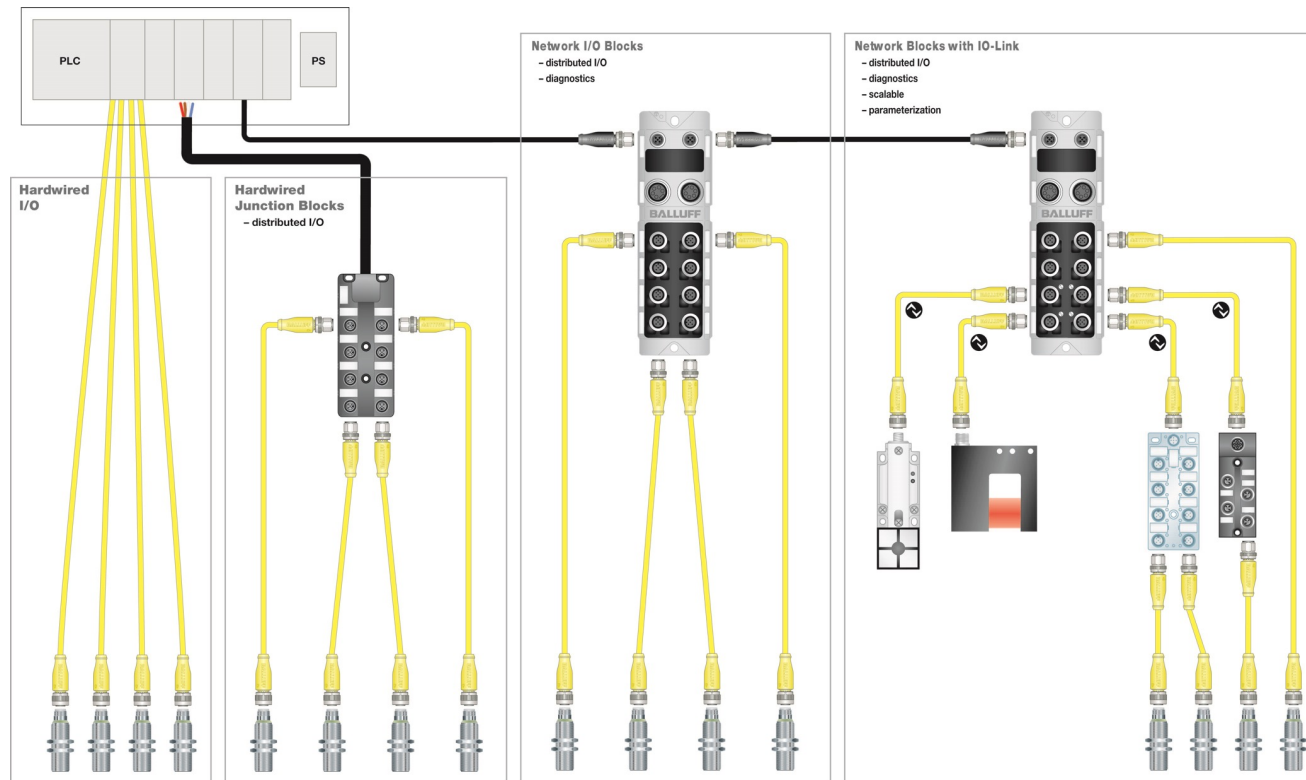 PLC
PS
Hardwired
I/O
Hardwired
Junction Blocks
– distributed I/O
Network I/O Blocks
– distributed I/O
– diagnostics
BALLUFF
Network Blocks with IO-Link
– distributed I/O
– diagnostics
– scalable
– parameterization
BALLUFF